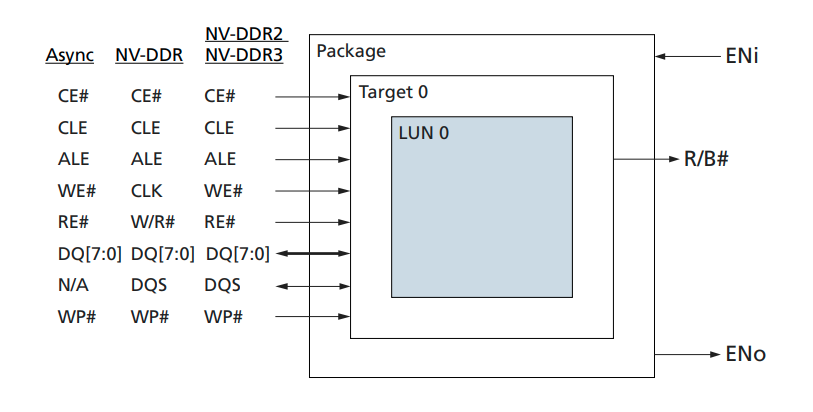 NV-DDR2
Async NV-DDR NV-DDR3
Package
ENi
Target 0
CE# CE# CE#
LUN 0
CLE CLE CLE
ALE ALE ALE
R/B#
WE# CLK WE#
RE# W/R# RE#
DQ[7:0] DQ[7:0] DQ[7:0]
N/A DQS DQS
WP# WP# WP#
ENo